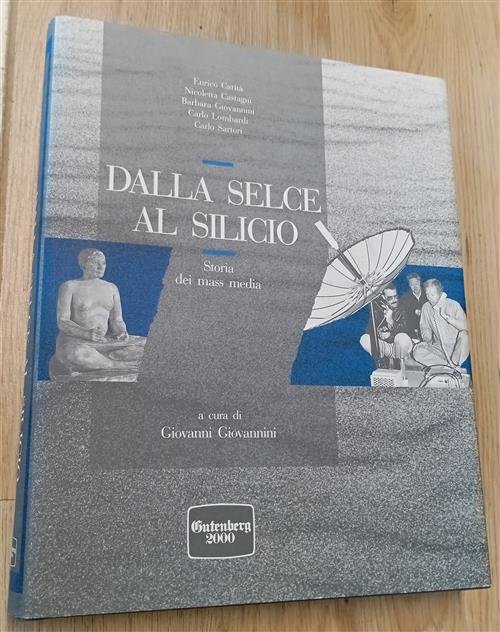 Enrico Carità
Nicoletta Castagni
Barbara Giovannini
Carlo Lombardi
Carlo Sartori
DALLA SELCE
AL SILICIO
Storia
dei mass media
a cura di
Giovanni Giovannini
Gutenberg
2000